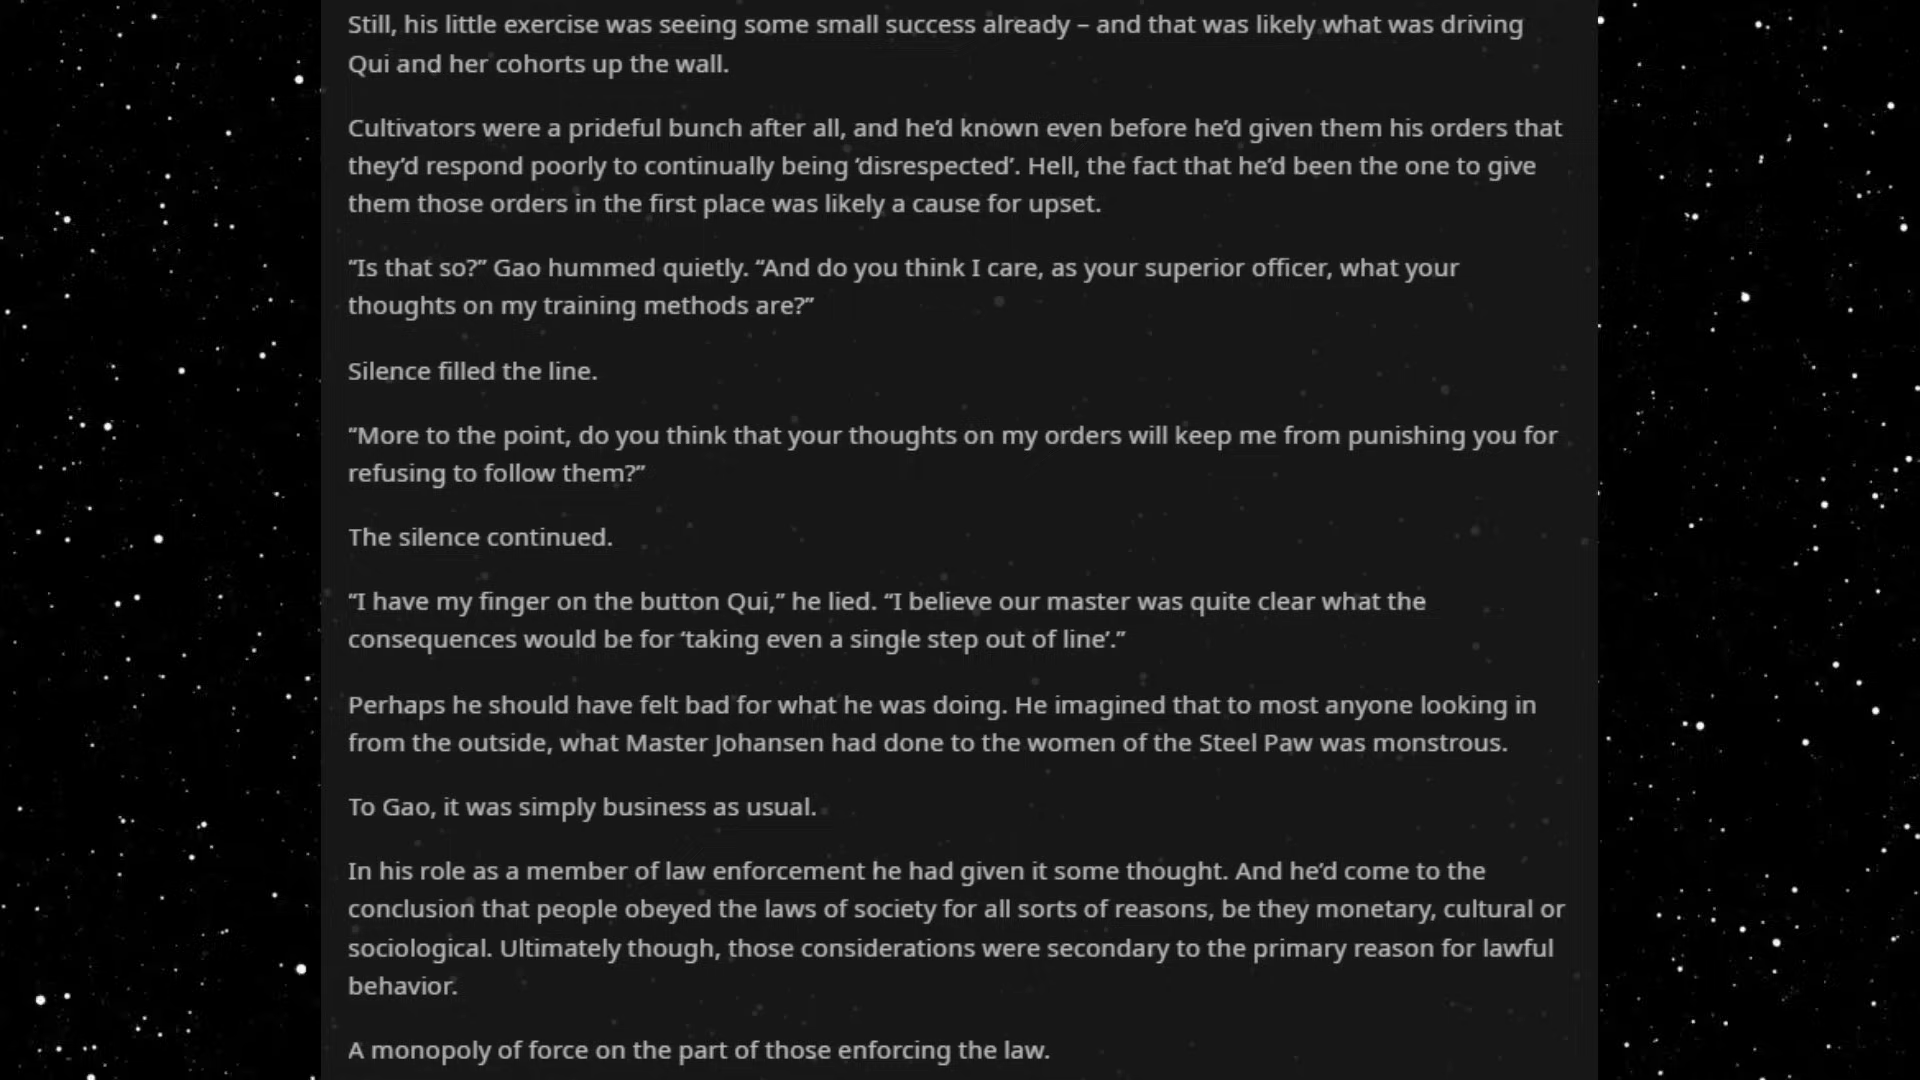 Still, his little exercise was seeing some small success already – and that was likely what was driving
Qui and her cohorts up the wall.
Cultivators were a prideful bunch after all, and he’d known even before he’d given them his orders that
they’d respond poorly to continually being ‘disrespected’. Hell, the fact that he’d been the one to give
them those orders in the first place was likely a cause for upset.
“Is that so?” Gao hummed quietly. “And do you think I care, as your superior officer, what your
thoughts on my training methods are?”
Silence filled the line.
“More to the point, do you think that your thoughts on my orders will keep me from punishing you for
refusing to follow them?”
The silence continued.
“I have my finger on the button Qui,” he lied. “I believe our master was quite clear what the
consequences would be for ‘taking even a single step out of line’.”
Perhaps he should have felt bad for what he was doing. He imagined that to most anyone looking in
from the outside, what Master Johansen had done to the women of the Steel Paw was monstrous.
To Gao, it was simply business as usual.
In his role as a member of law enforcement he had given it some thought. And he’d come to the
conclusion that people obeyed the laws of society for all sorts of reasons, be they monetary, cultural or
sociological. Ultimately though, those considerations were secondary to the primary reason for lawful
behavior.
A monopoly of force on the part of those enforcing the law.